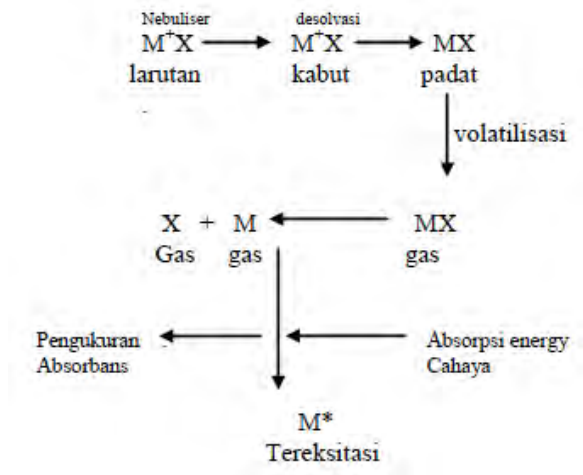 Nebuliser desolvasi
M⁺X M⁺X MX
larutan kabut padat
volatilisasi
X + M MX
Gas gas gas
Pengukuran Absorpsi energy
Absorbans Cahaya
M*
Tereksitasi